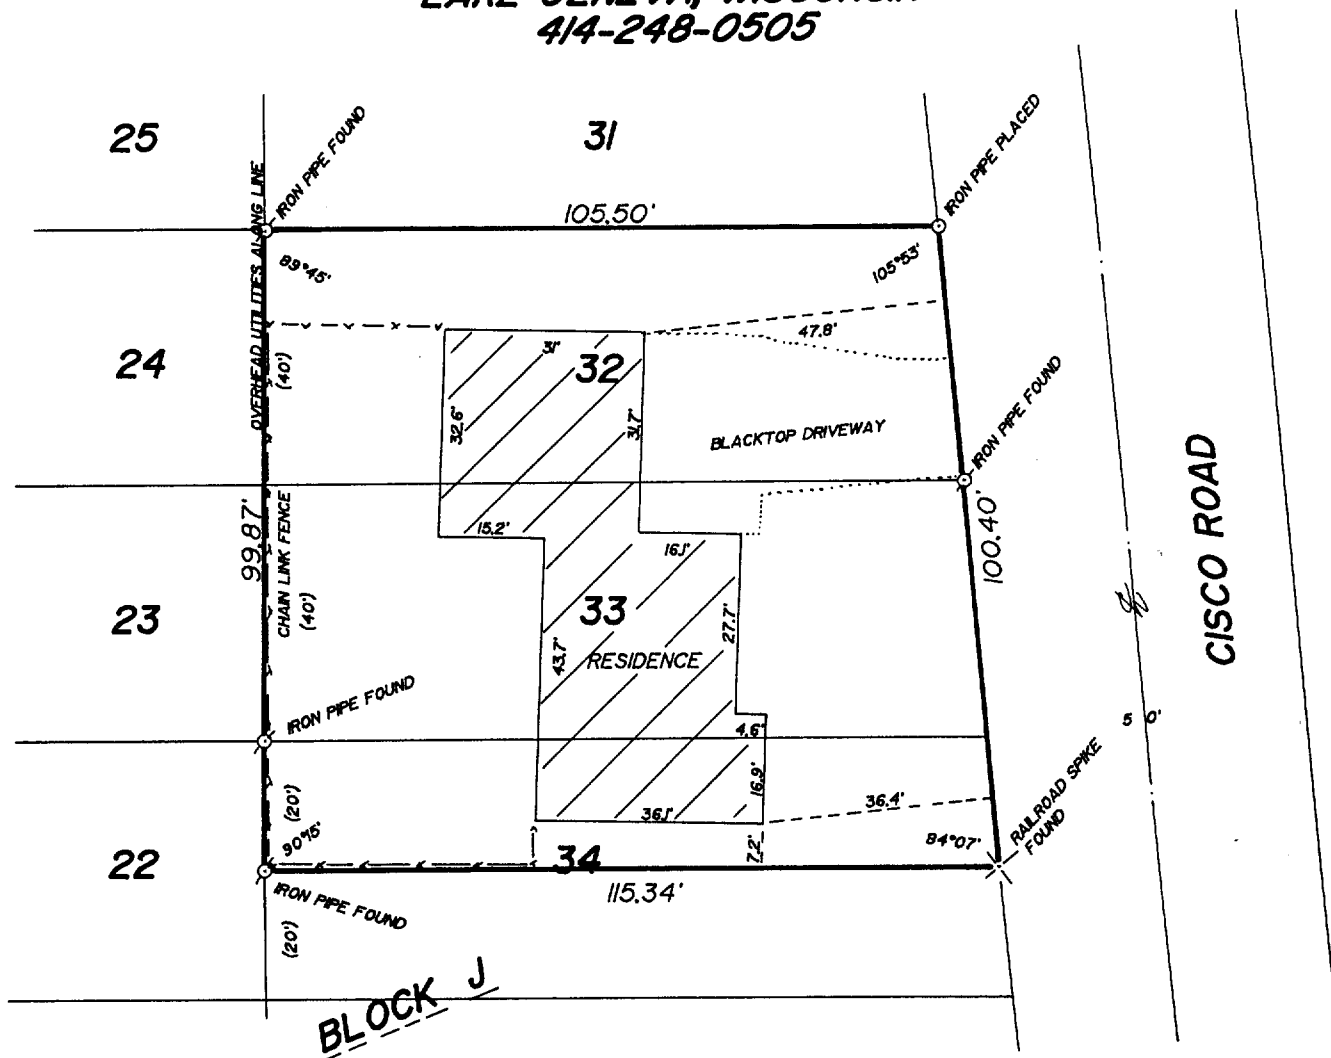 414-248-0505
25
31
IRON PIPE FOUND
IRON PIPE PLACED
OVERHEAD UTILITIES ALONG LINE
105.50'
89°45'
105°53'
24
(40')
31'
32
47.8'
32.6'
31.7'
BLACKTOP DRIVEWAY
IRON PIPE FOUND
99.87'
CHAIN LINK FENCE
(40')
15.2'
16.1'
100.40'
CISCO ROAD
23
33
27.7'
43.7'
RESIDENCE
IRON PIPE FOUND
4.6'
16.9'
36.1'
36.4'
RAILROAD SPIKE
FOUND
(20')
90°15'
22
34
7.2'
84°07'
115.34'
IRON PIPE FOUND
(20')
BLOCK J